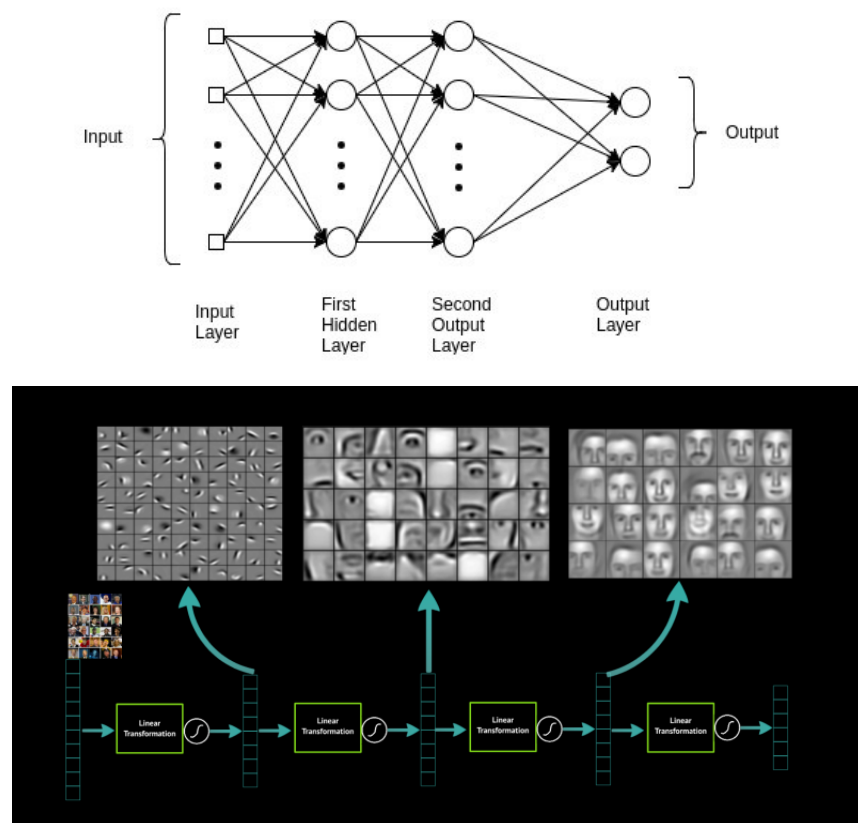 Input
Output
Input
Layer
First
Hidden
Layer
Second
Output
Layer
Output
Layer
Linear
Transformation
Linear
Transformation
Linear
Transformation
Linear
Transformation